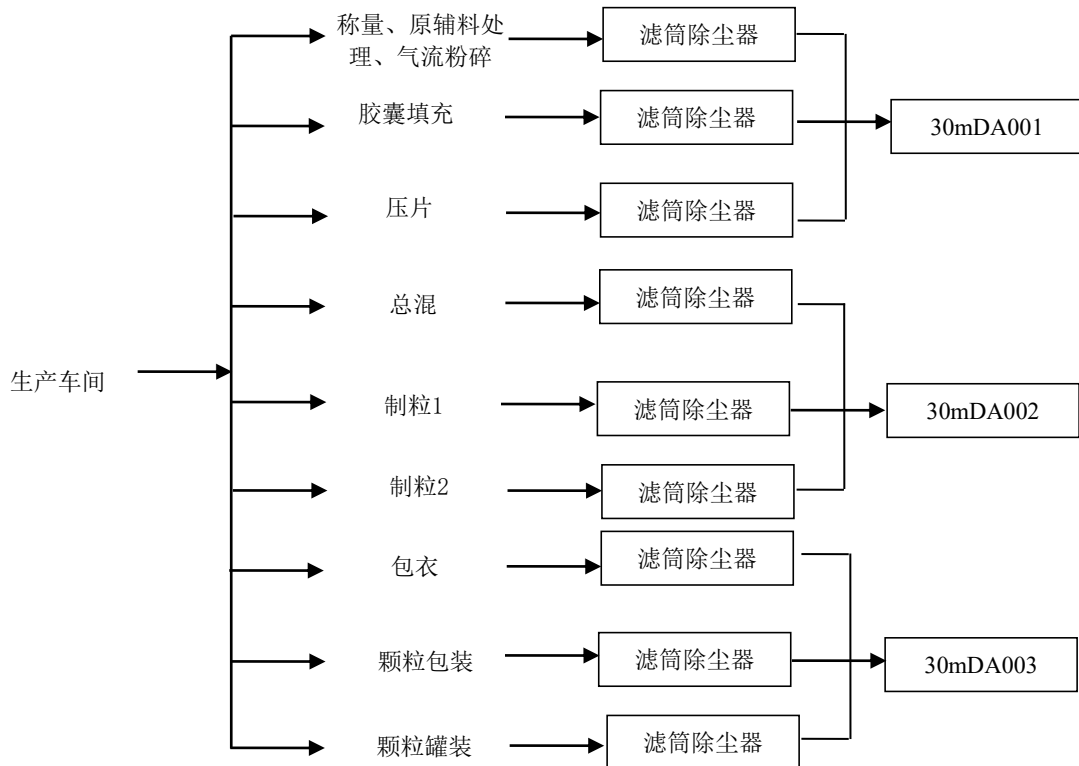 称量、原辅料处
理、气流粉碎
滤筒除尘器
胶囊填充
滤筒除尘器
30mDA001
压片
滤筒除尘器
总混
滤筒除尘器
生产车间
制粒1
滤筒除尘器
30mDA002
制粒2
滤筒除尘器
包衣
滤筒除尘器
颗粒包装
滤筒除尘器
30mDA003
颗粒罐装
滤筒除尘器